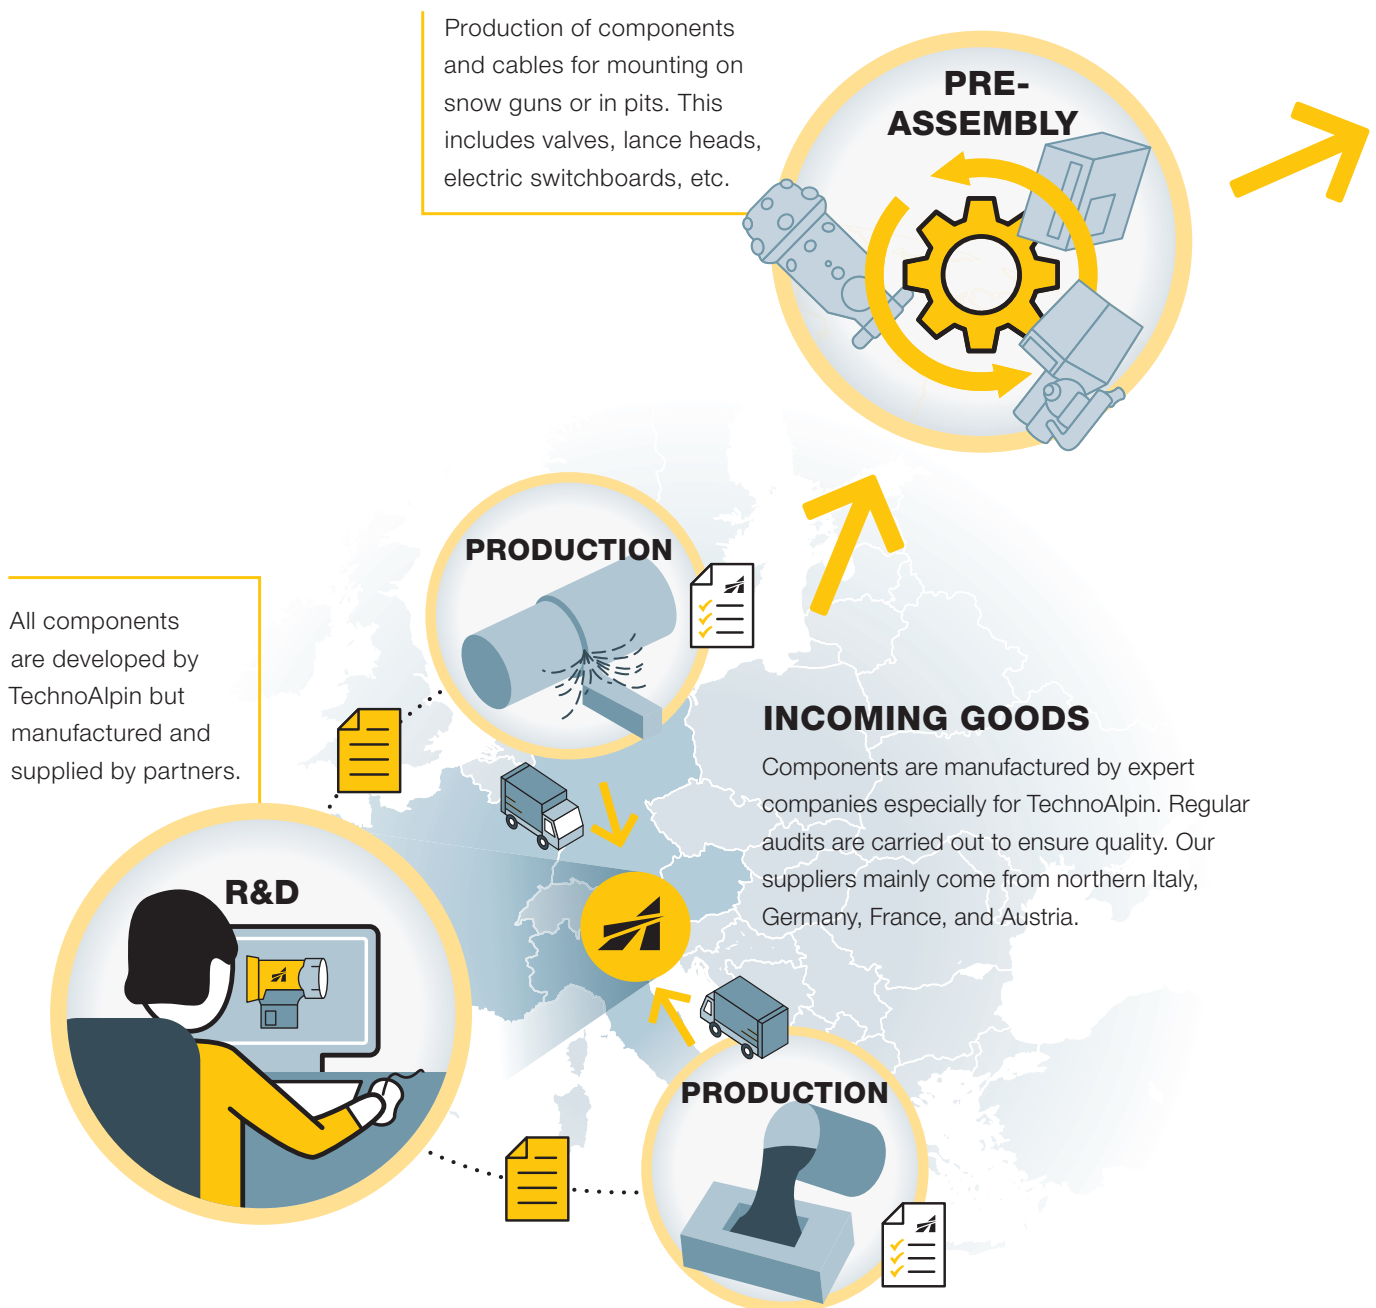 Production of components
and cables for mounting on
snow guns or in pits. This
includes valves, lance heads,
electric switchboards, etc.
PRE-
ASSEMBLY
PRODUCTION
All components
are developed by
TechnoAlpin but
manufactured and
supplied by partners.
INCOMING GOODS
Components are manufactured by expert
companies especially for TechnoAlpin. Regular
audits are carried out to ensure quality. Our
suppliers mainly come from northern Italy,
Germany, France, and Austria.
R&D
PRODUCTION